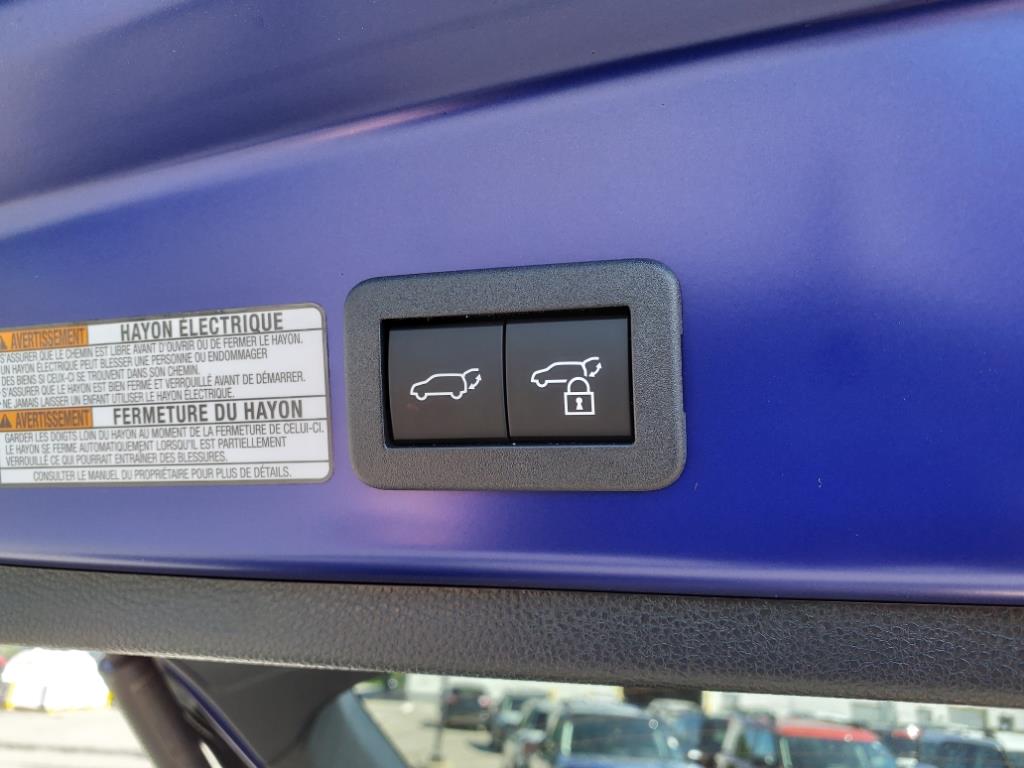 AVERTISSEMENT HAYON ÉLECTRIQUE
S'ASSURER QUE LE CHEMIN EST LIBRE AVANT D'OUVRIR OU DE FERMER LE HAYON.
UN HAYON ÉLECTRIQUE PEUT BLESSER UNE PERSONNE OU ENDOMMAGER
DES BIENS SI CEUX-CI SE TROUVENT DANS SON CHEMIN.
S'ASSURER QUE LE HAYON EST BIEN FERMÉ ET VERROUILLÉ AVANT DE DÉMARRER.
NE JAMAIS LAISSER UN ENFANT UTILISER LE HAYON ÉLECTRIQUE.
AVERTISSEMENT FERMETURE DU HAYON
GARDER LES DOIGTS LOIN DU HAYON AU MOMENT DE LA FERMETURE DE CELUI-CI.
LE HAYON SE FERME AUTOMATIQUEMENT LORSQU'IL EST PARTIELLEMENT
VERROUILLÉ CE QUI POURRAIT ENTRAÎNER DES BLESSURES.
CONSULTER LE MANUEL DU PROPRIÉTAIRE POUR PLUS DE DÉTAILS.